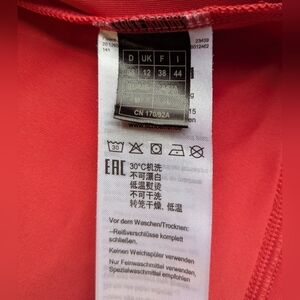 D UK F I
38 12 38 44
CN 170/92A
30
EAC
30°C机洗
不可漂白
低温熨烫
不可干洗
转笼干燥, 低温
Vor dem Waschen/Trocknen:
–Reißverschlüsse komplett
schließen.
Keinen Weichspüler verwenden
Nur Feinwaschmittel verwenden,
Spezialwaschmittel empfohlen